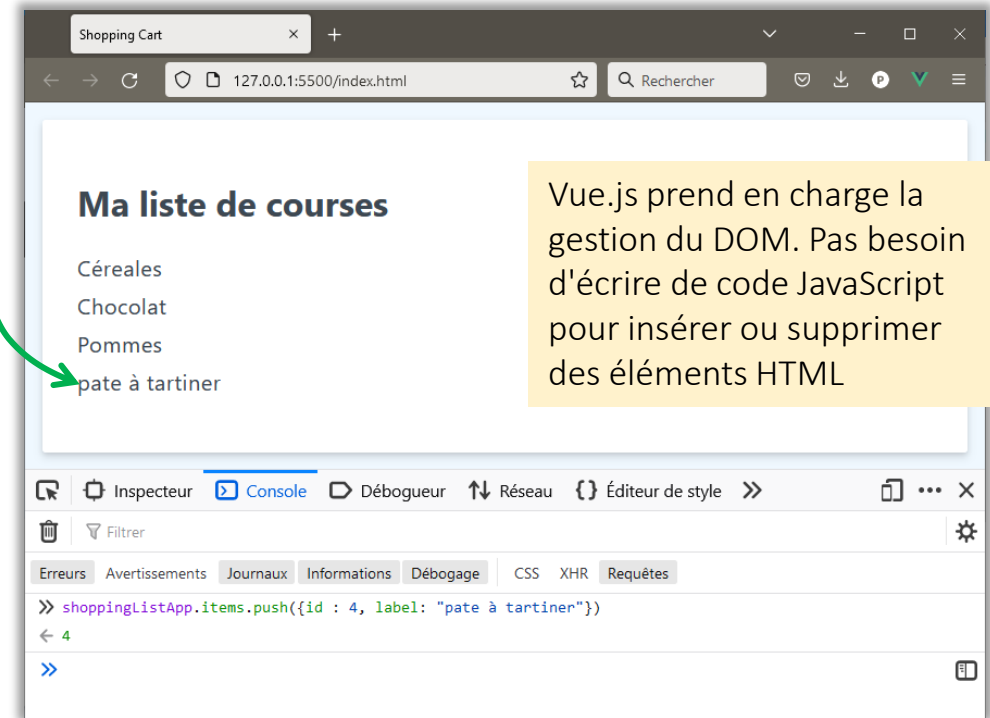 Shopping Cart
127.0.0.1:5500/index.html
Rechercher
P
Ma liste de courses
Céreales
Chocolat
Pommes
pate à tartiner
Vue.js prend en charge la
gestion du DOM. Pas besoin
d'écrire de code JavaScript
pour insérer ou supprimer
des éléments HTML
Inspecteur Console Débogueur Réseau {} Éditeur de style
Filtrer
Erreurs Avertissements Journaux Informations Débogage CSS XHR Requêtes
shoppingListApp.items.push({id : 4, label: "pate à tartiner"})
4